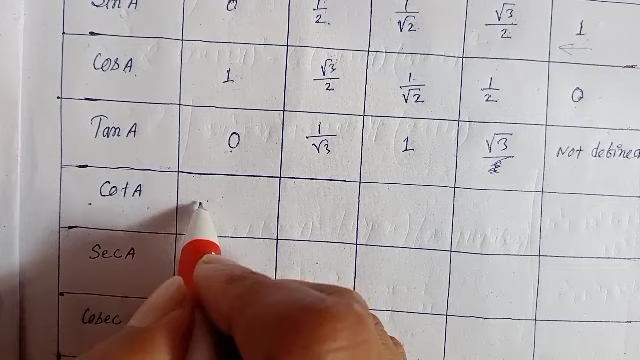 Sin A 0 1/2 1/√2 √3/2 1
Cos A 1 √3/2 1/√2 1/2 0
Tan A 0 1/√3 1 √3 Not defined
Cot A
Sec A
Cosec